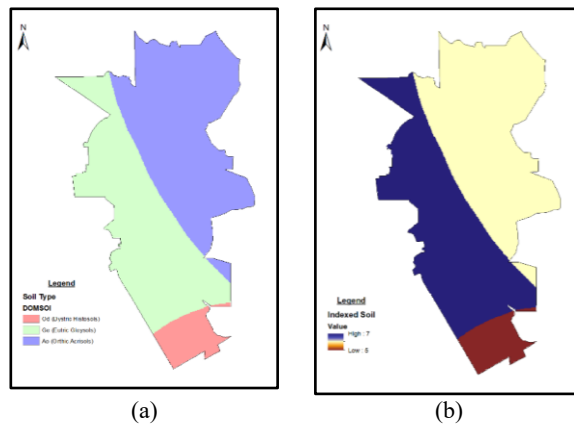 N
Legend
Soil Type
DOMSOI
Od (Dystric Histosols)
Ge (Eutric Gleysols)
Ao (Orthic Acrisols)
(a)
N
Legend
Indexed Soil
Value
High : 7
Low : 5
(b)